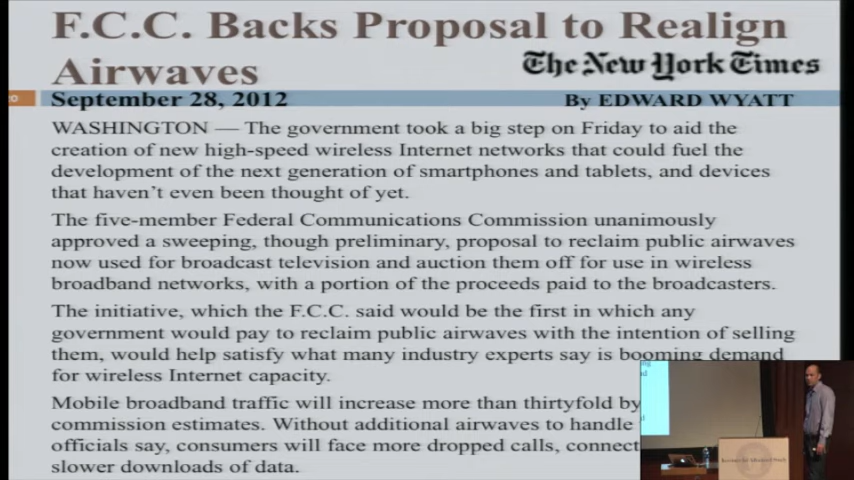 F.C.C. Backs Proposal to Realign
Airwaves
The New York Times
September 28, 2012 By EDWARD WYATT
WASHINGTON — The government took a big step on Friday to aid the
creation of new high-speed wireless Internet networks that could fuel the
development of the next generation of smartphones and tablets, and devices
that haven't even been thought of yet.
The five-member Federal Communications Commission unanimously
approved a sweeping, though preliminary, proposal to reclaim public airwaves
now used for broadcast television and auction them off for use in wireless
broadband networks, with a portion of the proceeds paid to the broadcasters.
The initiative, which the F.C.C. said would be the first in which any
government would pay to reclaim public airwaves with the intention of selling
them, would help satisfy what many industry experts say is booming demand
for wireless Internet capacity.
Mobile broadband traffic will increase more than thirtyfold by
commission estimates. Without additional airwaves to handle
officials say, consumers will face more dropped calls, connect
slower downloads of data.